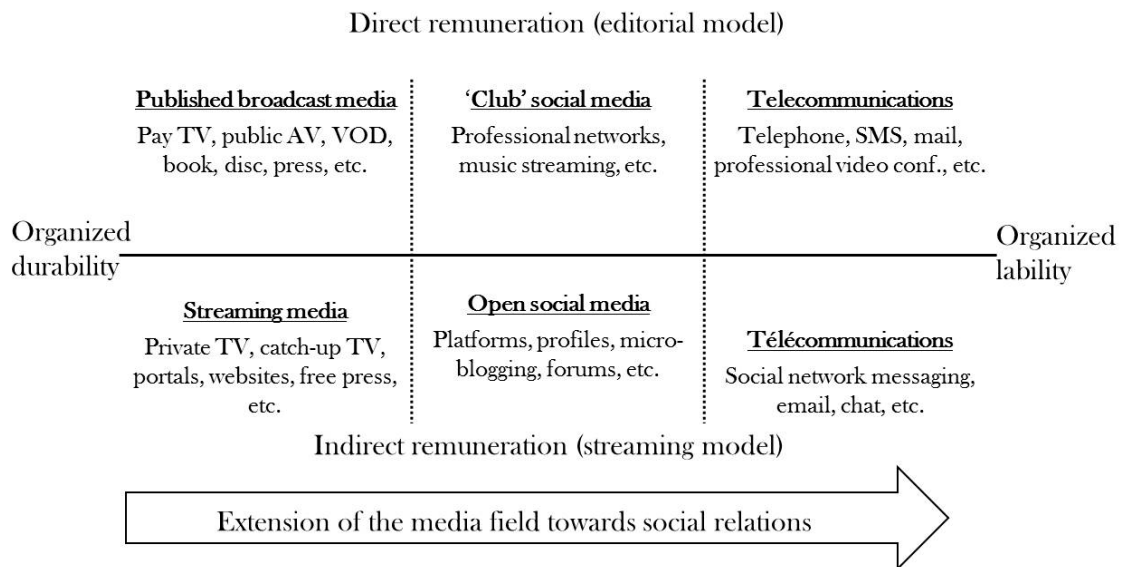 Direct remuneration (editorial model)
Published broadcast media
Pay TV, public AV, VOD,
book, disc, press, etc.
‘Club’ social media
Professional networks,
music streaming, etc.
Telecommunications
Telephone, SMS, mail,
professional video conf., etc.
Organized
durability
Organized
lability
Streaming media
Private TV, catch-up TV,
portals, websites, free press,
etc.
Open social media
Platforms, profiles, micro-
blogging, forums, etc.
Télécommunications
Social network messaging,
email, chat, etc.
Indirect remuneration (streaming model)
Extension of the media field towards social relations